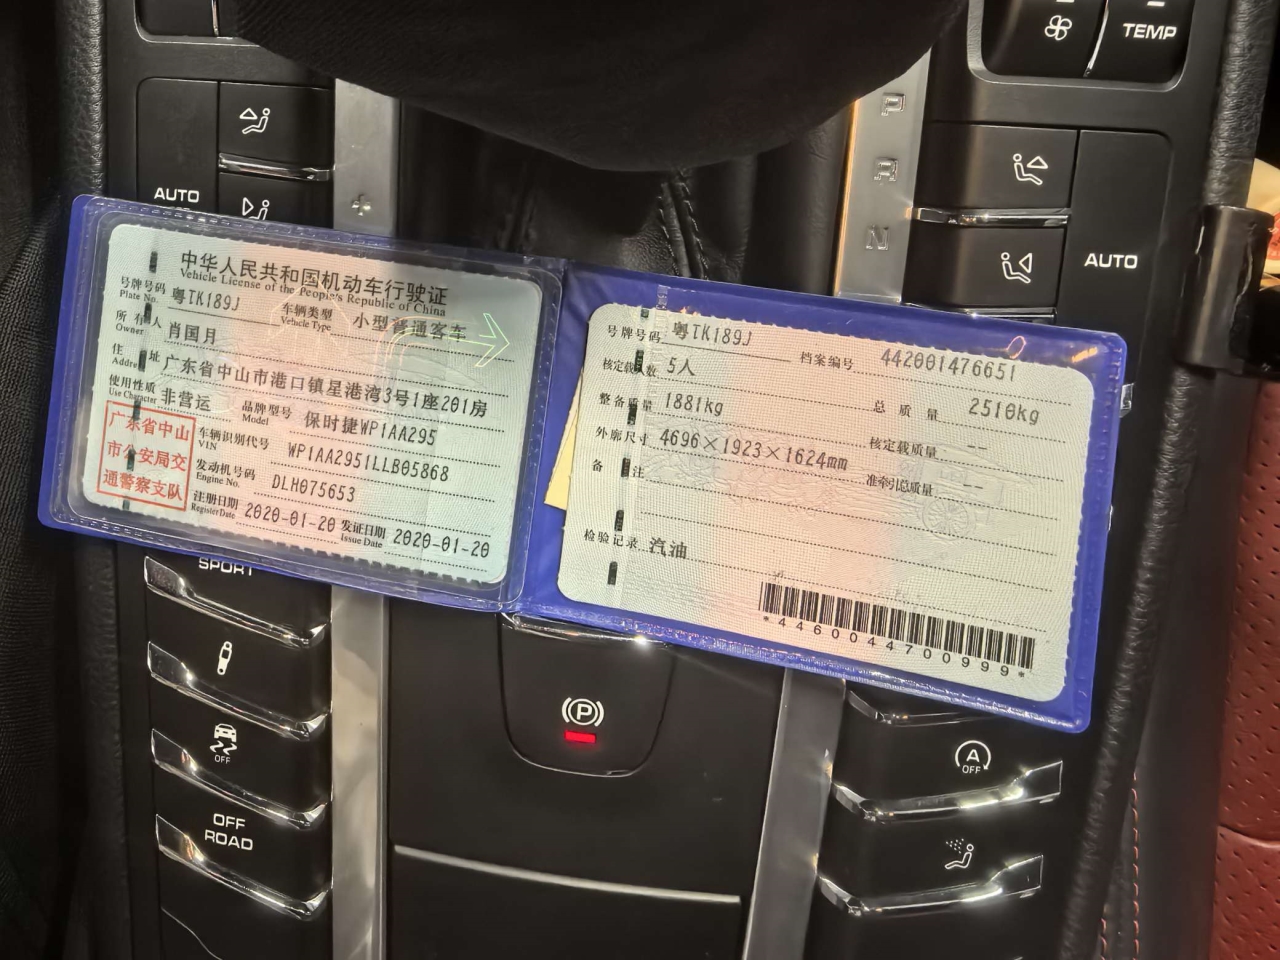 TEMP
P
R
N
AUTO
AUTO
中华人民共和国机动车行驶证
Vehicle License of the People's Republic of China
号牌号码 粤TK189J 车辆类型 小型普通客车
Plate No. Vehicle Type
所有人 肖国月
Owner
住址 广东省中山市港口镇星港湾3号1座201房
Address
使用性质 非营运 品牌型号 保时捷WP1AA295
Use Character Model
广东省中山
市公安局交
通警察支队
车辆识别代号 WP1AA2951LLB05868
VIN
发动机号码 DLH075653
Engine No.
注册日期 2020-01-20 发证日期 2020-01-20
Register Date Issue Date
号牌号码 粤TK189J 档案编号 442001476651
核定载人数 5人 总质量 2510kg
整备质量 1881kg 核定载质量 --
外廓尺寸 4696×1923×1624mm 准牵引总质量 --
备注
检验记录 汽油
*4460044700999*
SPORT
OFF
OFF
ROAD
P
A
OFF